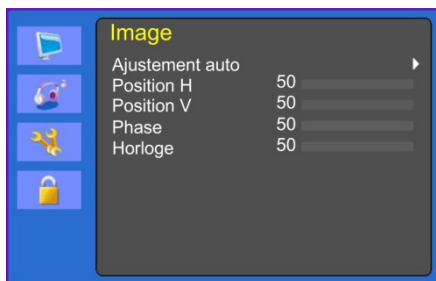 Image
Ajustement auto
Position H 50
Position V 50
Phase 50
Horloge 50